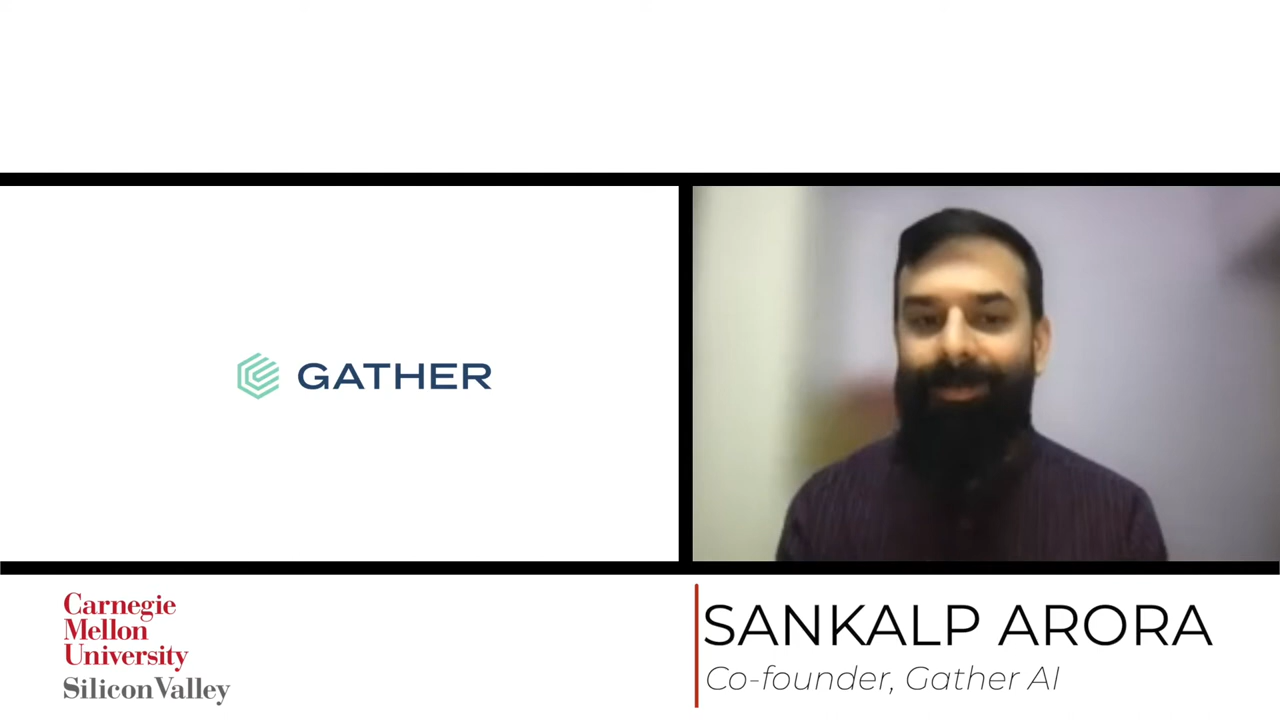 GATHER
Carnegie
Mellon
University
Silicon Valley
SANKALP ARORA
Co-founder, Gather AI